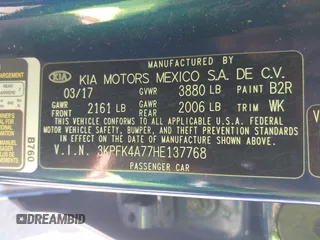 MANUFACTURED BY
KIA KIA MOTORS MEXICO S.A. DE C.V.
03/17 GVWR 3880 LB PAINT B2R
GAWR FRONT 2161 LB GAWR REAR 2006 LB TRIM WK
THIS VEHICLE CONFORMS TO ALL APPLICABLE U.S. FEDERAL MOTOR VEHICLE SAFETY, BUMPER, AND THEFT PREVENTION STANDARDS IN EFFECT ON THE DATE OF MANUFACTURE SHOWN ABOVE.
V.I.N. 3KPFK4A77HE137768
PASSENGER CAR
B760
DREAMBID